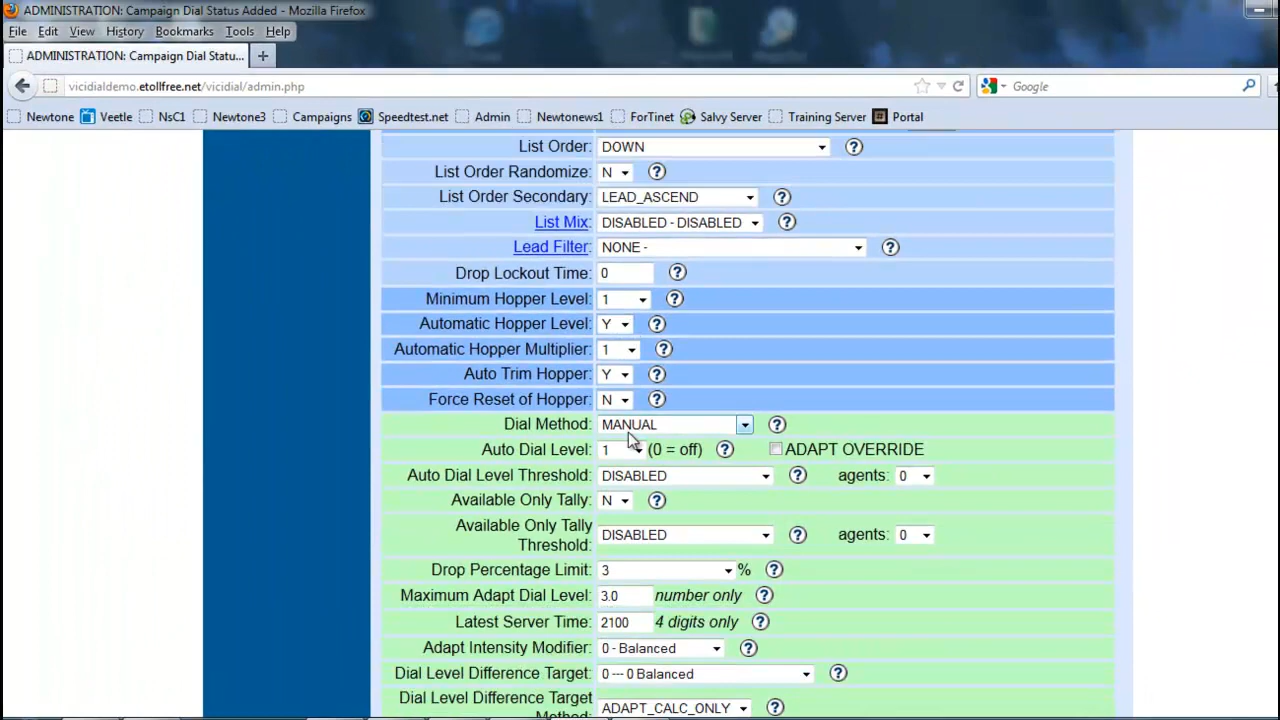 ADMINISTRATION: Campaign Dial Status Added - Mozilla Firefox
File Edit View History Bookmarks Tools Help
ADMINISTRATION: Campaign Dial Statu... +
vicidialdemo.etollfree.net/vicidial/admin.php Google
Newtone Veetle NsC1 Newtone3 Campaigns Speedtest.net Admin Newtonews1 ForTinet Salvy Server Training Server Portal
List Order: DOWN ?
List Order Randomize: N ?
List Order Secondary: LEAD_ASCEND ?
List Mix: DISABLED - DISABLED ?
Lead Filter: NONE - ?
Drop Lockout Time: 0 ?
Minimum Hopper Level: 1 ?
Automatic Hopper Level: Y ?
Automatic Hopper Multiplier: 1 ?
Auto Trim Hopper: Y ?
Force Reset of Hopper: N ?
Dial Method: MANUAL ?
Auto Dial Level: 1 (0 = off) ? ADAPT OVERRIDE
Auto Dial Level Threshold: DISABLED ? agents: 0
Available Only Tally: N ?
Available Only Tally
Threshold: DISABLED ? agents: 0
Drop Percentage Limit: 3 % ?
Maximum Adapt Dial Level: 3.0 number only ?
Latest Server Time: 2100 4 digits only ?
Adapt Intensity Modifier: 0 - Balanced ?
Dial Level Difference Target: 0 --- 0 Balanced ?
Dial Level Difference Target
ADAPT_CALC_ONLY ?